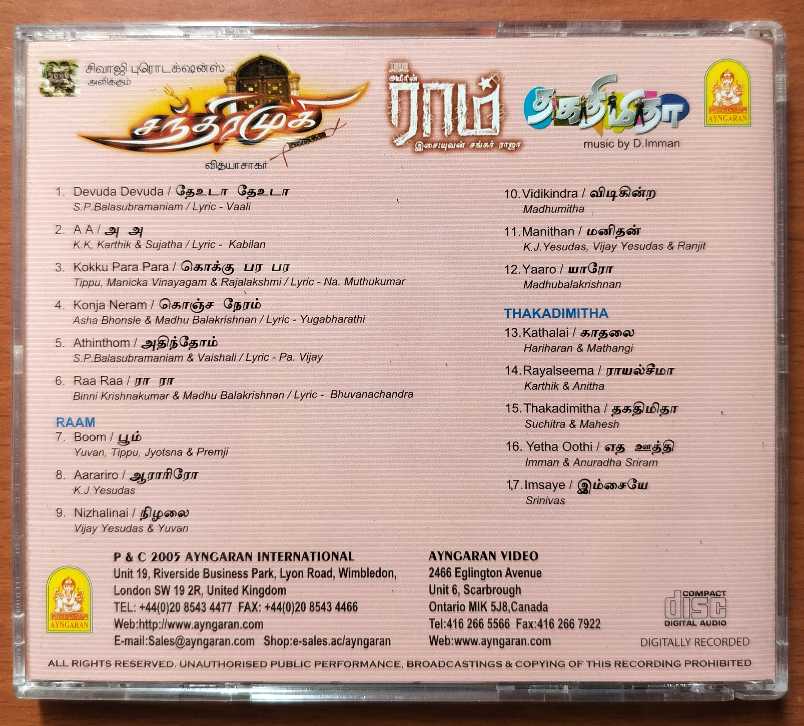 சிவாஜி புரொடக்ஷன்ஸ்
அளிக்கும்
சந்திரமுகி
வித்யாசாகர்
அமீரின்
ராம்
இசை:யுவன் சங்கர் ராஜா
தகதிமிதா
music by D.Imman
AYNGARAN
1. Devuda Devuda / தேஉடா தேஉடா
S.P.Balasubramaniam / Lyric - Vaali
2. A A / அ அ
K.K, Karthik & Sujatha / Lyric - Kabilan
3. Kokku Para Para / கொக்கு பர பர
Tippu, Manicka Vinayagam & Rajalakshmi / Lyric - Na. Muthukumar
4. Konja Neram / கொஞ்ச நேரம்
Asha Bhonsle & Madhu Balakrishnan / Lyric - Yugabharathi
5. Athinthom / அதிந்தோம்
S.P.Balasubramaniam & Vaishali / Lyric - Pa. Vijay
6. Raa Raa / ரா ரா
Binni Krishnakumar & Madhu Balakrishnan / Lyric - Bhuvanachandra
RAAM
7. Boom / பூம்
Yuvan, Tippu, Jyotsna & Premji
8. Aarariro / ஆராரிரோ
K.J Yesudas
9. Nizhalinai / நிழலை
Vijay Yesudas & Yuvan
10. Vidikindra / விடிகின்ற
Madhumitha
11. Manithan / மனிதன்
K.J.Yesudas, Vijay Yesudas & Ranjit
12. Yaaro / யாரோ
Madhubalakrishnan
THAKADIMITHA
13. Kathalai / காதலை
Hariharan & Mathangi
14. Rayalseema / ராயல்சீமா
Karthik & Anitha
15. Thakadimitha / தகதிமிதா
Suchitra & Mahesh
16. Yetha Oothi / எத ஊத்தி
Imman & Anuradha Sriram
17. Imsaye / இம்சையே
Srinivas
AYNGARAN
P & C 2005 AYNGARAN INTERNATIONAL
Unit 19, Riverside Business Park, Lyon Road, Wimbledon,
London SW 19 2R, United Kingdom
TEL: +44(0)20 8543 4477 FAX: +44(0)20 8543 4466
Web:http://www.ayngaran.com
E-mail:Sales@ayngaran.com Shop:e-sales.ac/ayngaran
AYNGARAN VIDEO
2466 Eglington Avenue
Unit 6, Scarbrough
Ontario MIK 5J8,Canada
Tel:416 266 5566 Fax:416 266 7922
Web:www.ayngaran.com
COMPACT
disc
DIGITAL AUDIO
DIGITALLY RECORDED
ALL RIGHTS RESERVED. UNAUTHORISED PUBLIC PERFORMANCE, BROADCASTINGS & COPYING OF THIS RECORDING PROHIBITED